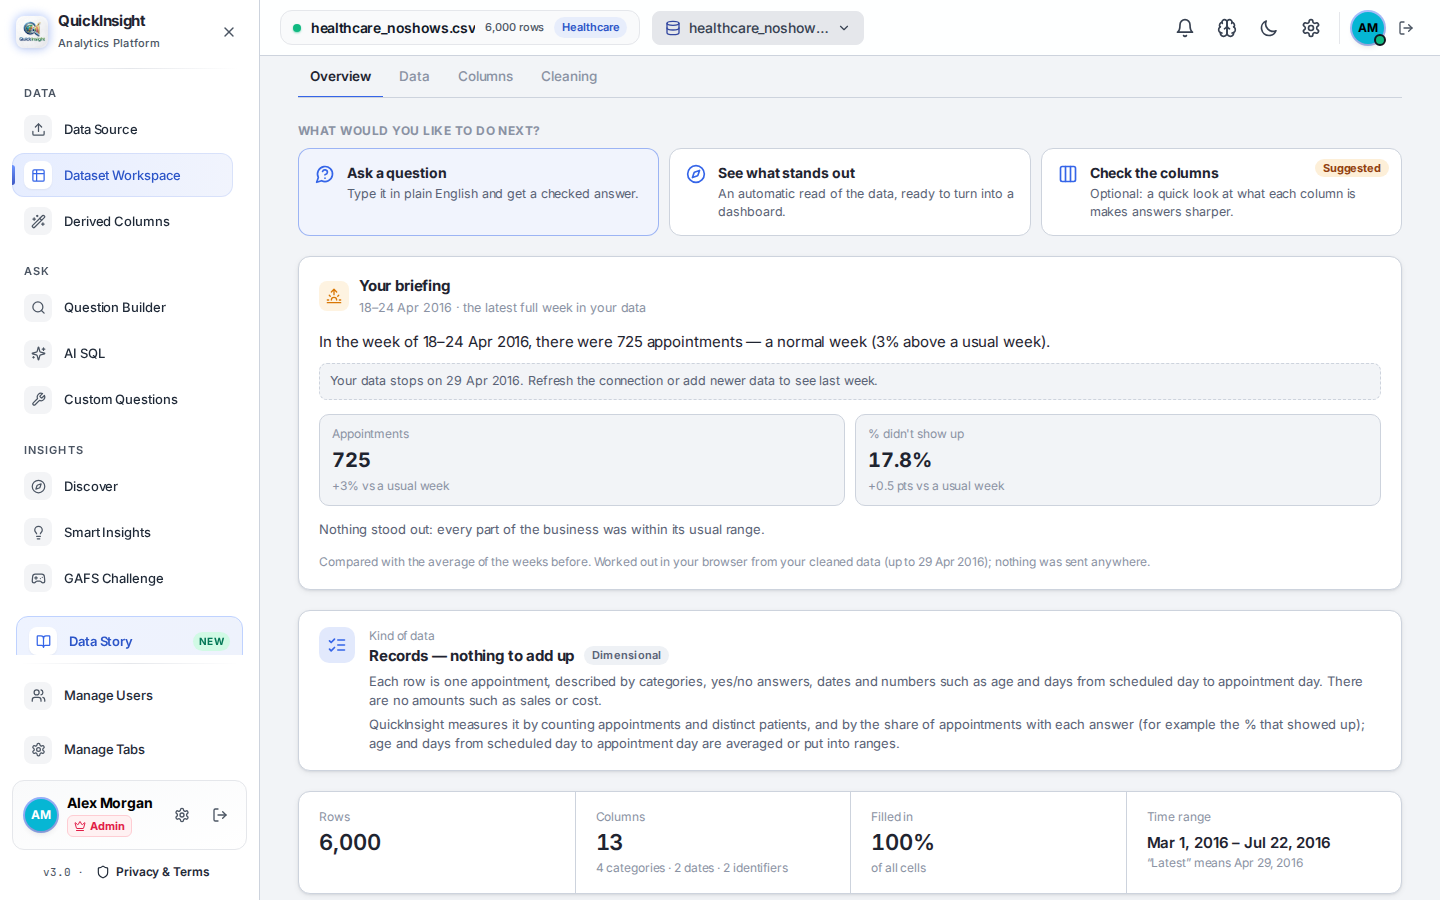 QuickInsight
Analytics Platform
DATA
Data Source
Dataset Workspace
Derived Columns
ASK
Question Builder
AI SQL
Custom Questions
INSIGHTS
Discover
Smart Insights
GAFS Challenge
Data Story NEW
Manage Users
Manage Tabs
AM Alex Morgan
Admin
v3.0 · Privacy & Terms
healthcare_noshows.csv 6,000 rows Healthcare healthcare_noshow... AM
Overview Data Columns Cleaning
WHAT WOULD YOU LIKE TO DO NEXT?
Ask a question
Type it in plain English and get a checked answer.
See what stands out
An automatic read of the data, ready to turn into a
dashboard.
Check the columns Suggested
Optional: a quick look at what each column is
makes answers sharper.
Your briefing
18–24 Apr 2016 · the latest full week in your data
In the week of 18–24 Apr 2016, there were 725 appointments — a normal week (3% above a usual week).
Your data stops on 29 Apr 2016. Refresh the connection or add newer data to see last week.
Appointments
725
+3% vs a usual week
% didn't show up
17.8%
+0.5 pts vs a usual week
Nothing stood out: every part of the business was within its usual range.
Compared with the average of the weeks before. Worked out in your browser from your cleaned data (up to 29 Apr 2016); nothing was sent anywhere.
Kind of data
Records — nothing to add up Dimensional
Each row is one appointment, described by categories, yes/no answers, dates and numbers such as age and days from scheduled day to appointment day. There
are no amounts such as sales or cost.
QuickInsight measures it by counting appointments and distinct patients, and by the share of appointments with each answer (for example the % that showed up);
age and days from scheduled day to appointment day are averaged or put into ranges.
Rows
6,000
Columns
13
4 categories · 2 dates · 2 identifiers
Filled in
100%
of all cells
Time range
Mar 1, 2016 – Jul 22, 2016
“Latest” means Apr 29, 2016